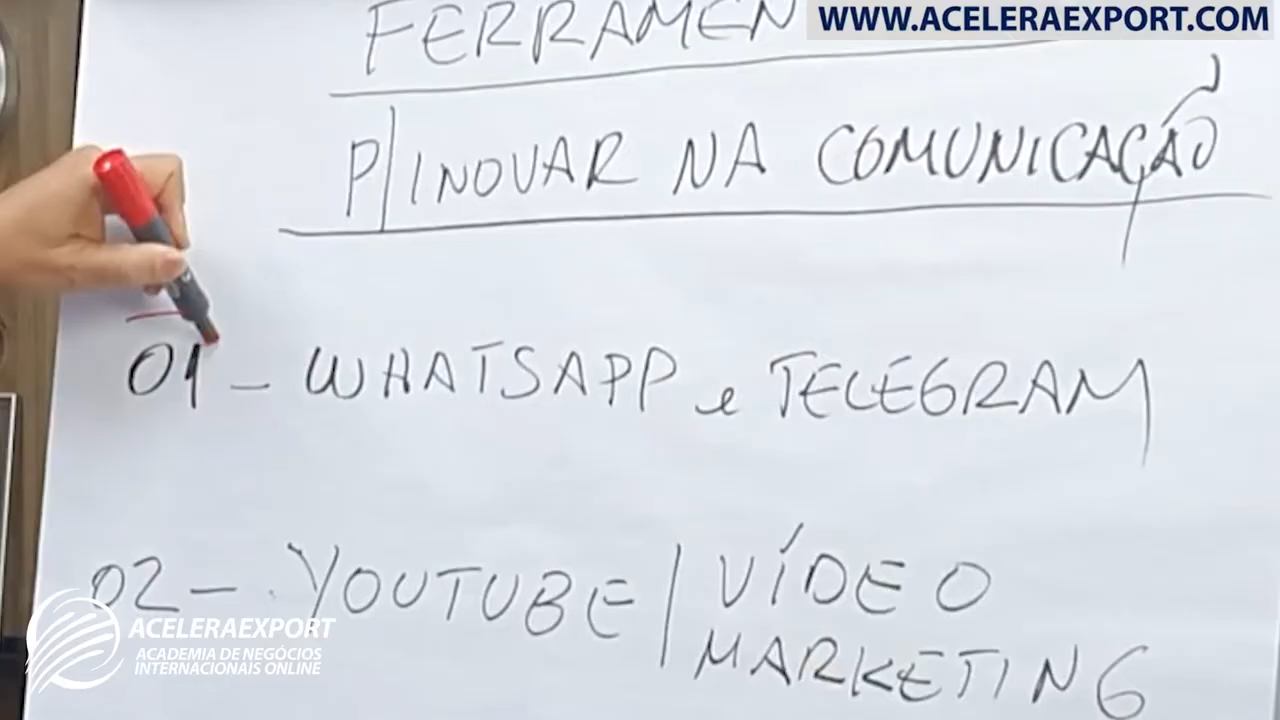 WWW.ACELERAEXPORT.COM
FERRAMEN
P/INOVAR NA COMUNICAÇÃO
01 - WHATSAPP e TELEGRAM
02 - YOUTUBE / VÍDEO
MARKETING
ACELERAEXPORT
ACADEMIA DE NEGÓCIOS
INTERNACIONAIS ONLINE